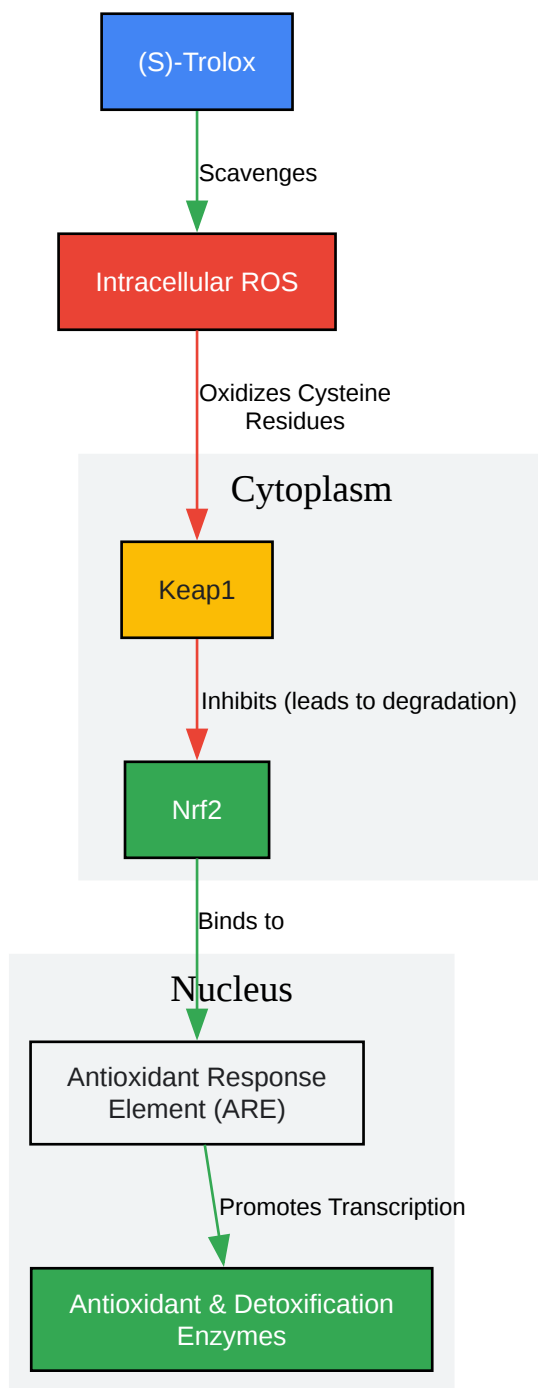 (S)-Trolox
Scavenges
Intracellular ROS
Oxidizes Cysteine
Residues
Cytoplasm
Keap1
Inhibits (leads to degradation)
Nrf2
Binds to
Nucleus
Antioxidant Response
Element (ARE)
Promotes Transcription
Antioxidant & Detoxification
Enzymes